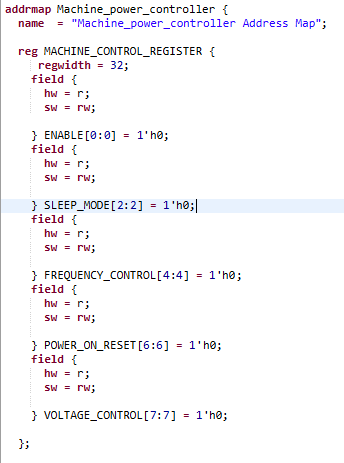 addrmap Machine_power_controller {
name = "Machine_power_controller Address Map";
reg MACHINE_CONTROL_REGISTER {
regwidth = 32;
field {
hw = r;
sw = rw;
} ENABLE[0:0] = 1'h0;
field {
hw = r;
sw = rw;
} SLEEP_MODE[2:2] = 1'h0;
field {
hw = r;
sw = rw;
} FREQUENCY_CONTROL[4:4] = 1'h0;
field {
hw = r;
sw = rw;
} POWER_ON_RESET[6:6] = 1'h0;
field {
hw = r;
sw = rw;
} VOLTAGE_CONTROL[7:7] = 1'h0;
};